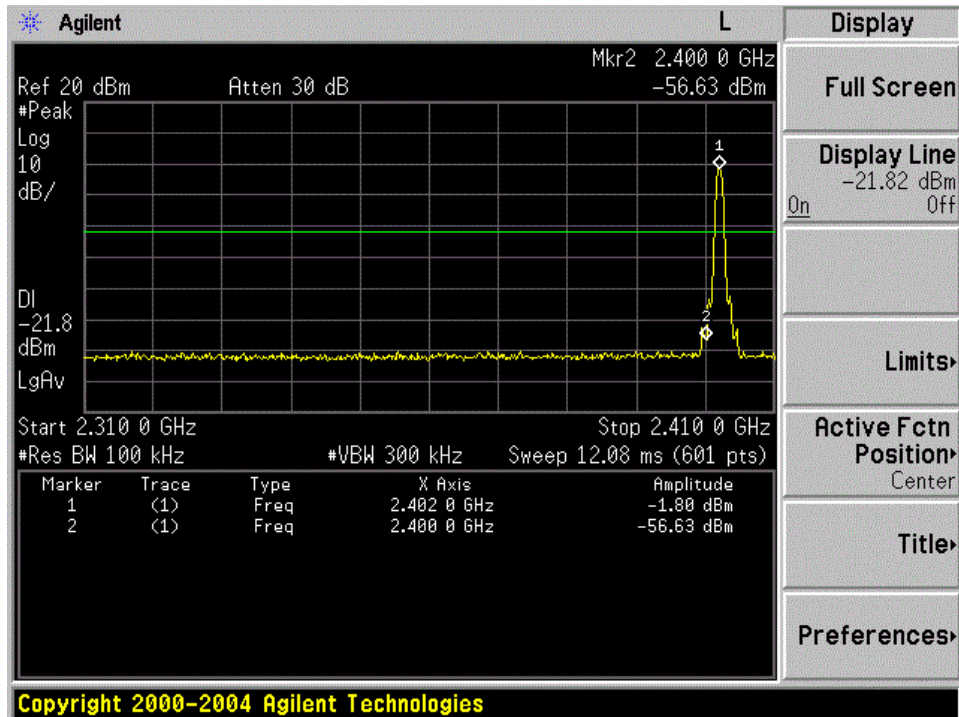 Agilent L
Mkr2 2.400 0 GHz
Ref 20 dBm Atten 30 dB -56.63 dBm
#Peak
Log
10
dB/
1
DI
-21.8
dBm
2
LgAv
Start 2.310 0 GHz Stop 2.410 0 GHz
#Res BW 100 kHz #VBW 300 kHz Sweep 12.08 ms (601 pts)
Marker Trace Type X Axis Amplitude
1 (1) Freq 2.402 0 GHz -1.80 dBm
2 (1) Freq 2.400 0 GHz -56.63 dBm
Copyright 2000-2004 Agilent Technologies
Display
Full Screen
Display Line
-21.82 dBm
On Off
Limits
Active Fctn
Position
Center
Title
Preferences